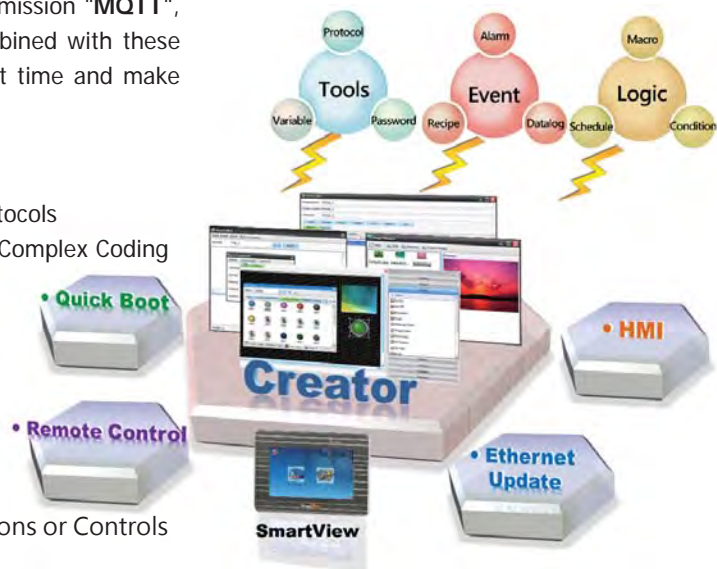 mission "MQTT",
bined with these
t time and make
tocols
Complex Coding
ons or Controls
Protocol
Tools
Variable
Password
Alarm
Event
Recipe
Datalog
Macro
Logic
Schedule
Condition
• Quick Boot
• HMI
Creator
• Remote Control
• Ethernet
Update
SmartView